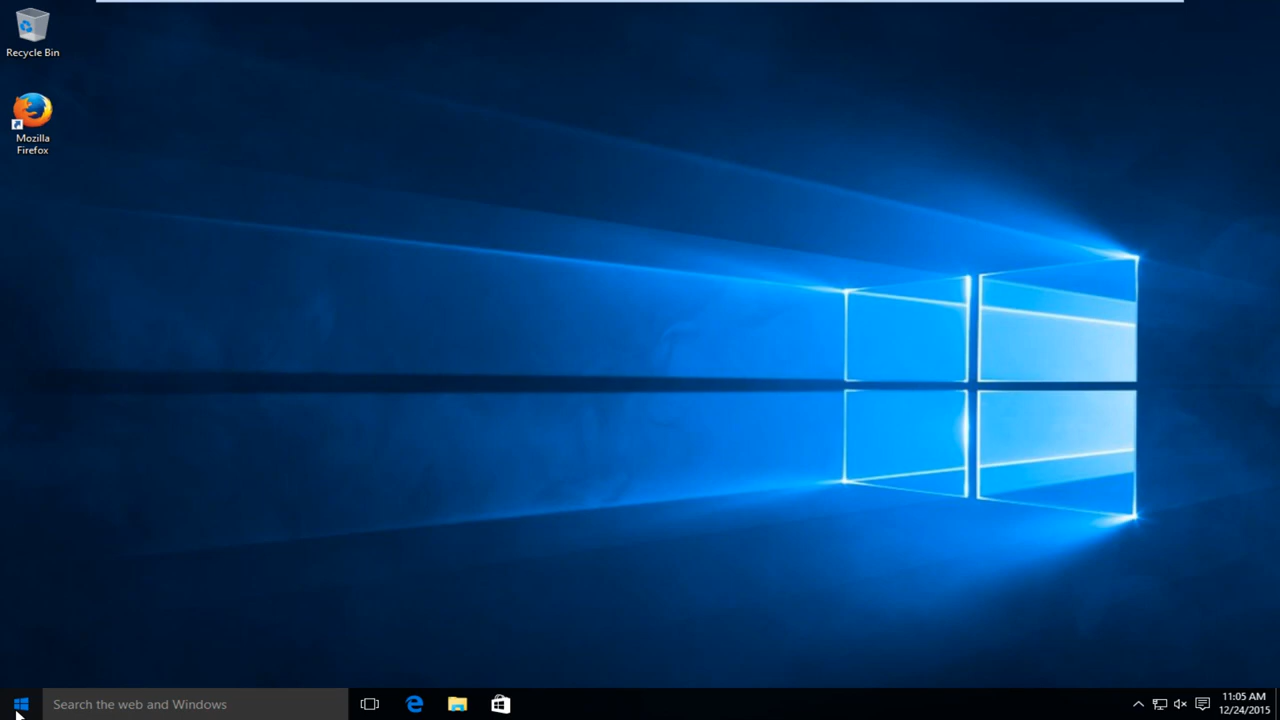 Recycle Bin
Mozilla
Firefox
Search the web and Windows
11:05 AM
12/24/2015